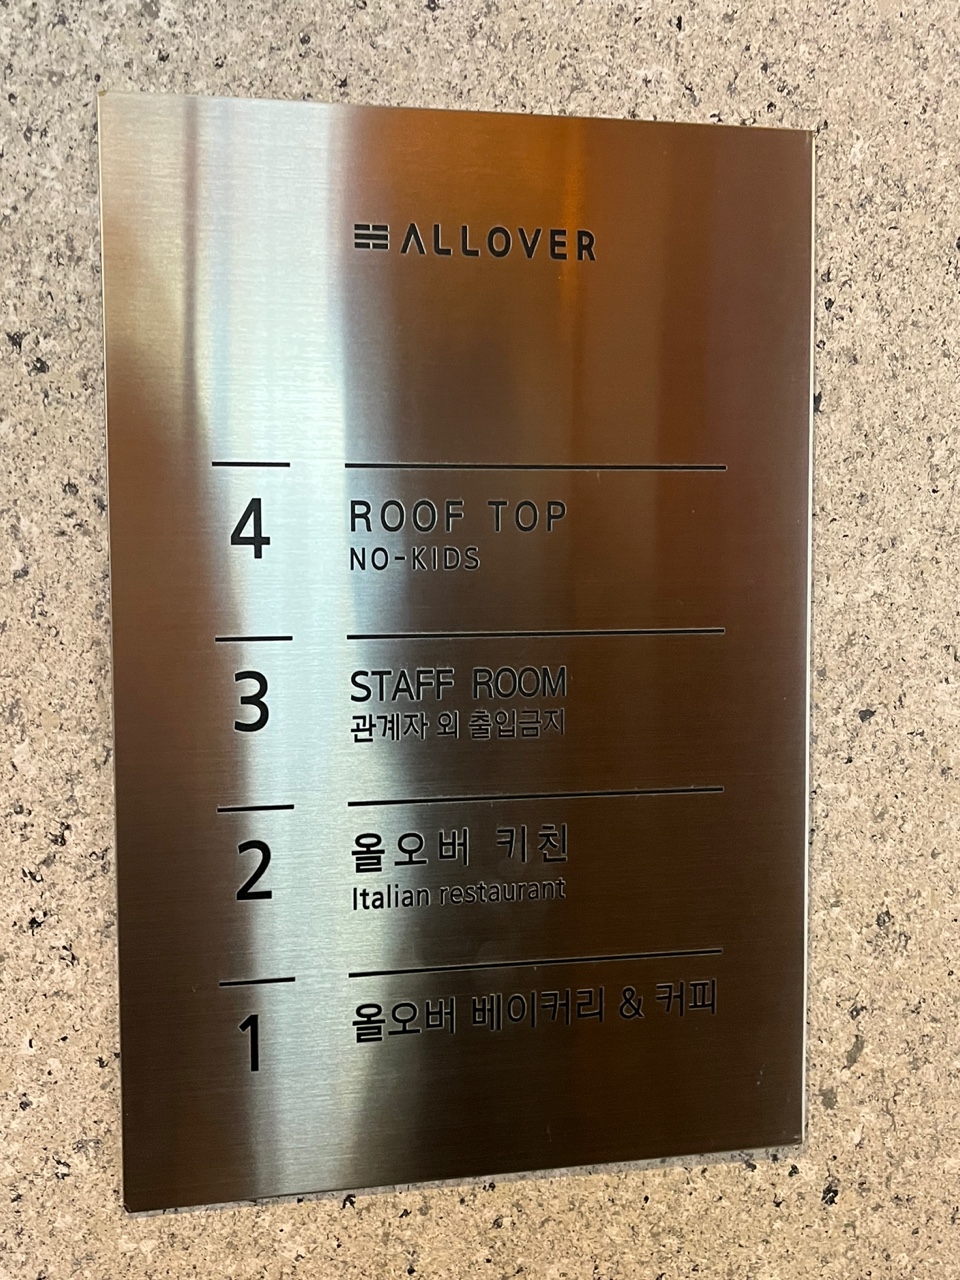 ALLOVER
4 ROOF TOP
NO-KIDS
3 STAFF ROOM
관계자 외 출입금지
2 올오버 키친
Italian restaurant
1 올오버 베이커리 & 커피